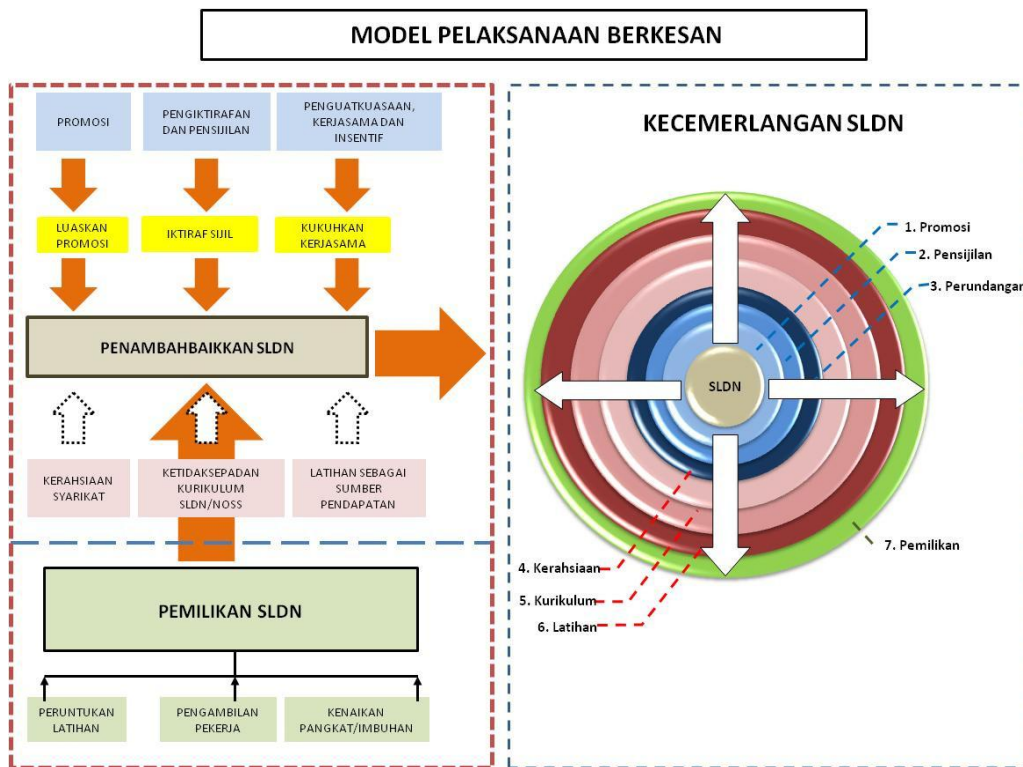 MODEL PELAKSANAAN BERKESAN
PROMOSI
PENGIKTIRAFAN
DAN PENSIJILAN
PENGUATKUASAAN,
KERJASAMA DAN
INSENTIF
LUASKAN
PROMOSI
IKTIRAF SIJIL
KUKUHKAN
KERJASAMA
PENAMBAHBAIKKAN SLDN
KERAHSIAAN
SYARIKAT
KETIDAKSEPADAN
KURIKULUM
SLDN/NOSS
LATIHAN SEBAGAI
SUMBER
PENDAPATAN
PEMILIKAN SLDN
PERUNTUKAN
LATIHAN
PENGAMBILAN
PEKERJA
KENAIKAN
PANGKAT/IMBUHAN
KECEMERLANGAN SLDN
1. Promosi
2. Pensijilan
3. Perundangan
SLDN
7. Pemilikan
4. Kerahsiaan
5. Kurikulum
6. Latihan